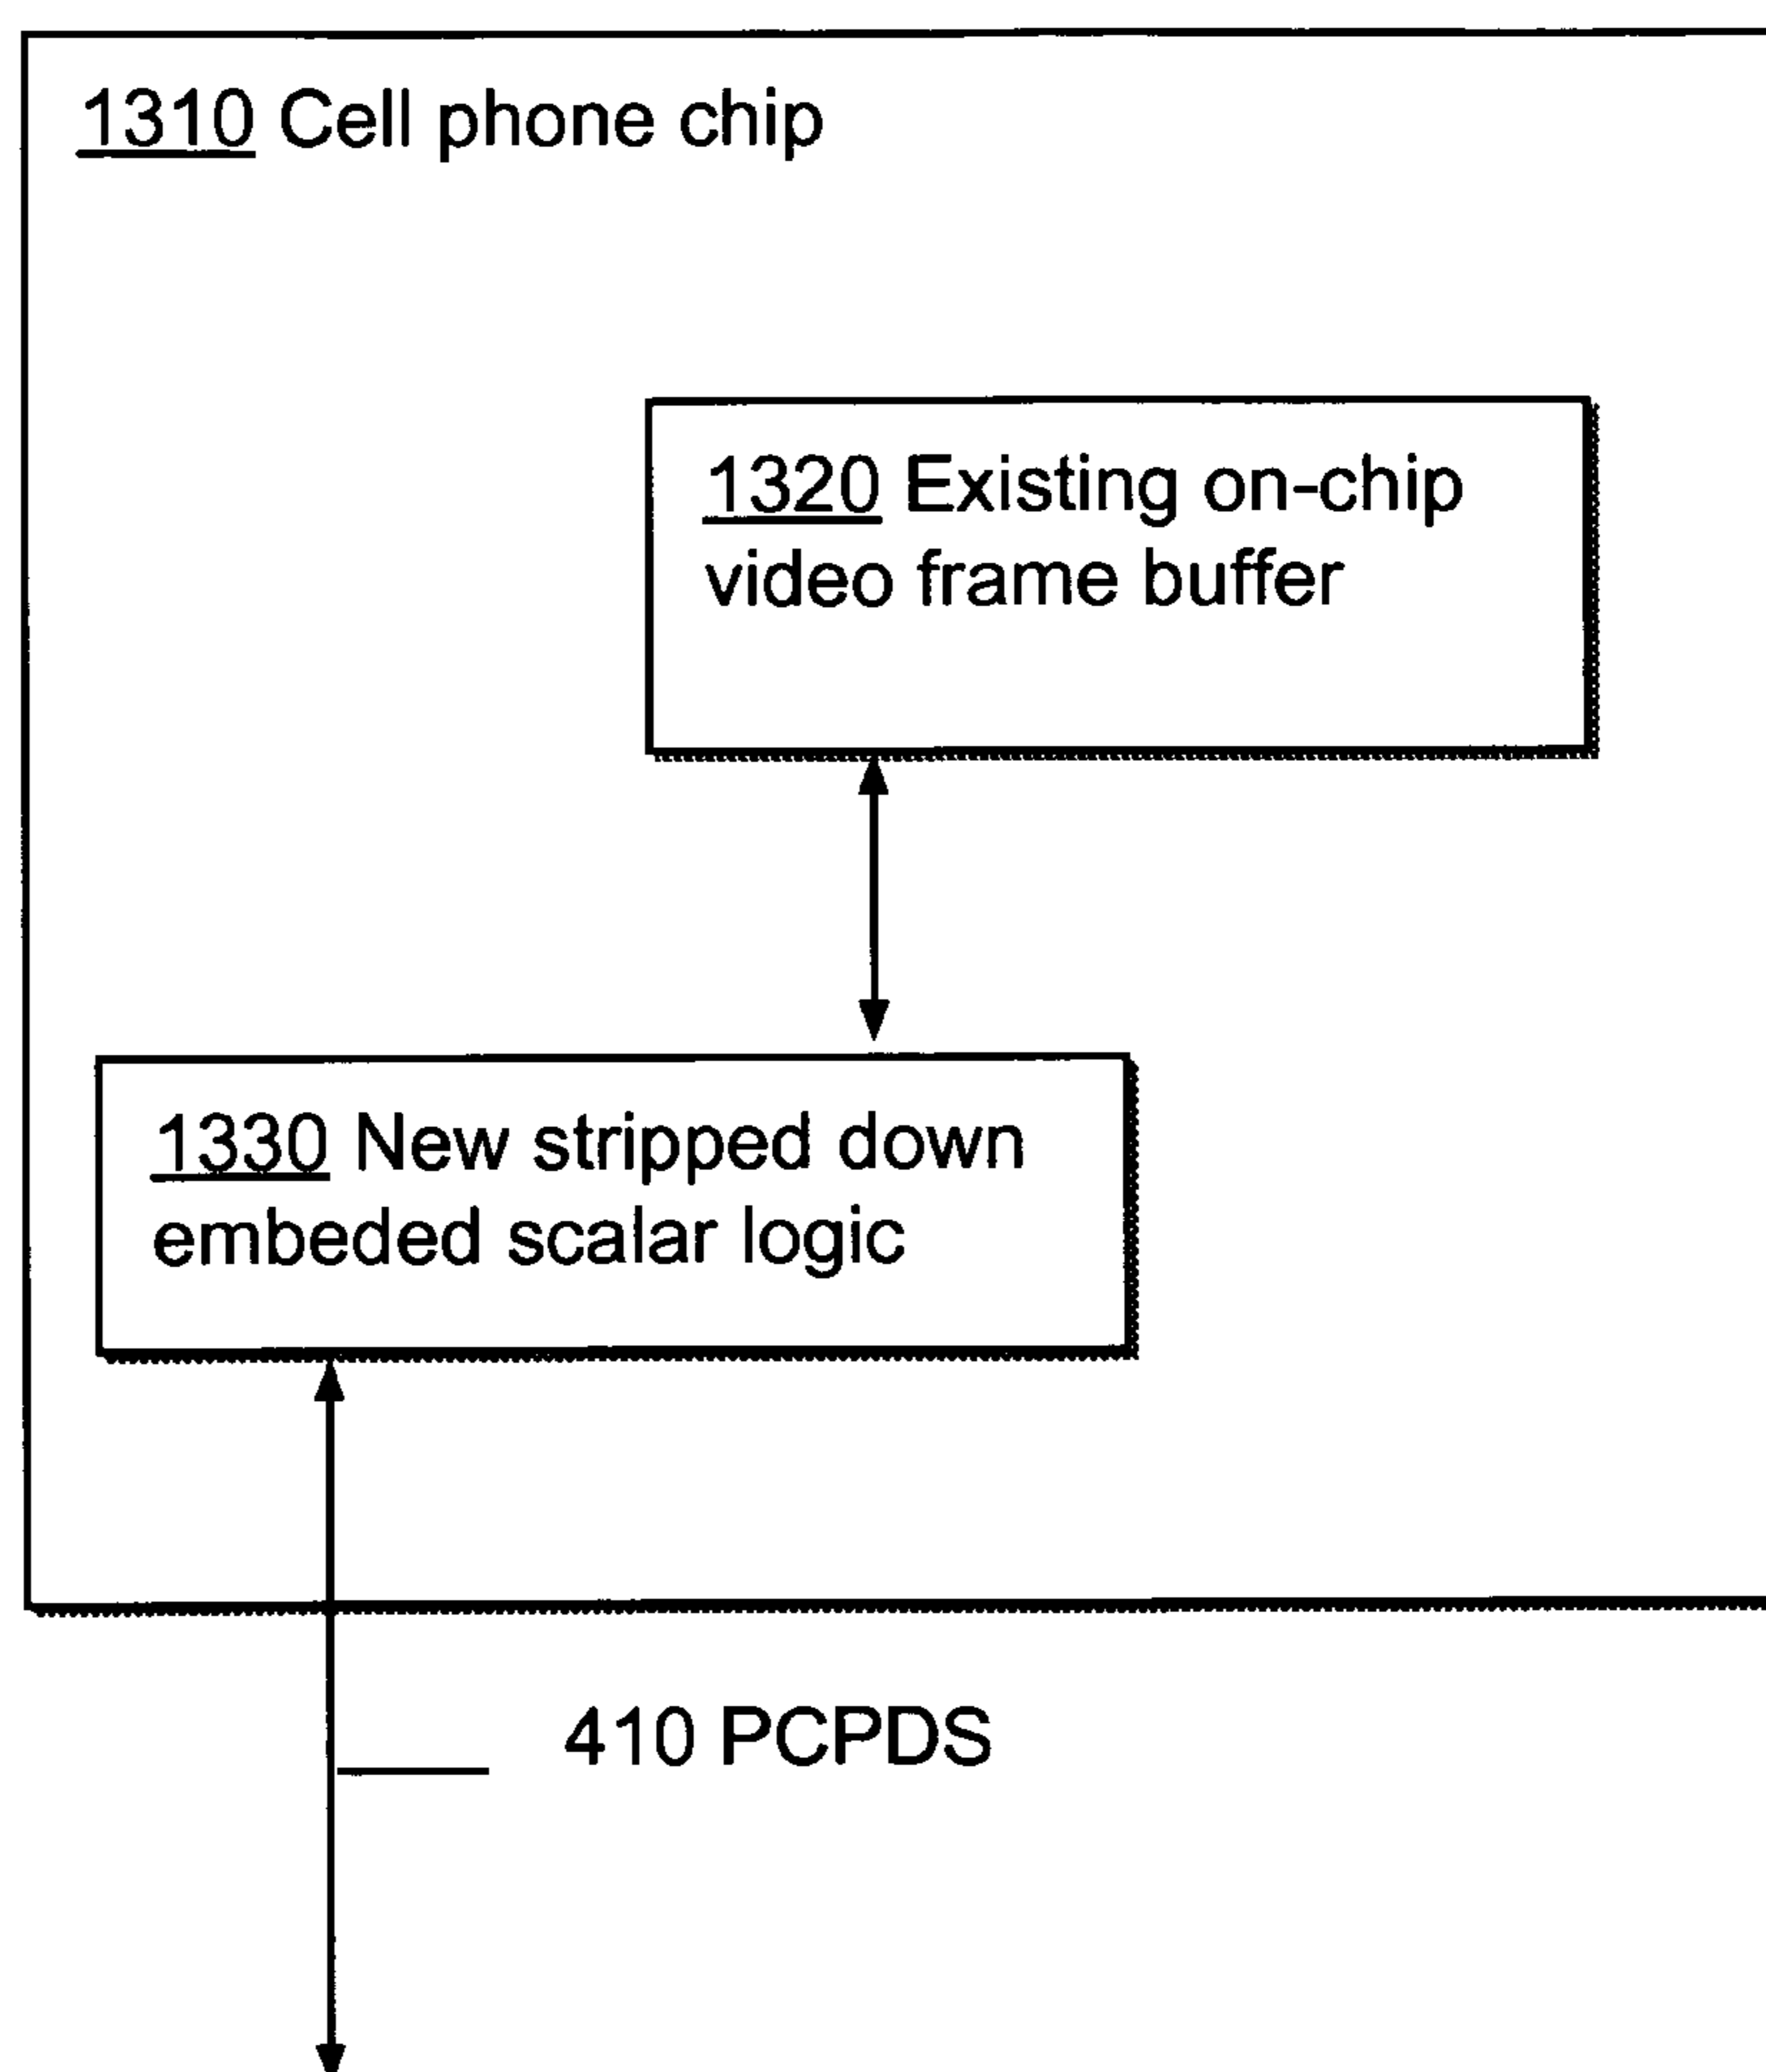 1310 Cell phone chip
1320 Existing on-chip
video frame buffer
1330 New stripped down
embeded scalar logic
410 PCPDS